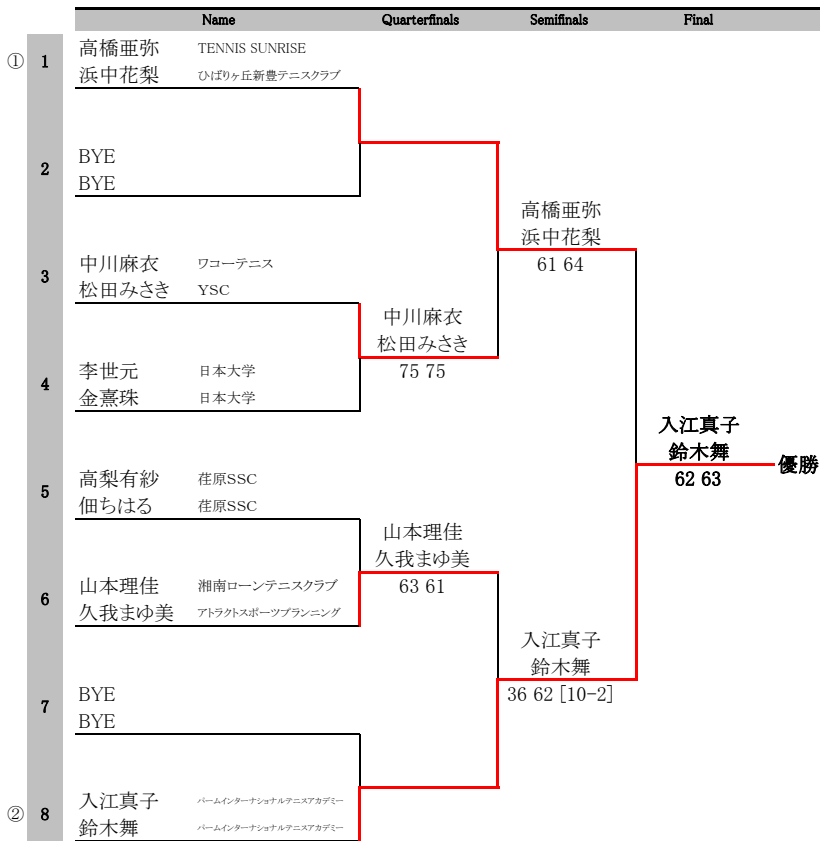 Name Quarterfinals Semifinals Final
① 1 高橋亜弥 TENNIS SUNRISE
浜中花梨 ひばりヶ丘新豊テニスクラブ
2 BYE
BYE
高橋亜弥
浜中花梨
61 64
3 中川麻衣 ワコーテニス
松田みさき YSC
中川麻衣
松田みさき
75 75
4 李世元 日本大学
金熹珠 日本大学
入江真子
鈴木舞
62 63
優勝
5 高梨有紗 荏原SSC
佃ちはる 荏原SSC
山本理佳
久我まゆ美
63 61
6 山本理佳 湘南ローンテニスクラブ
久我まゆ美 アトラクトスポーツプランニング
入江真子
鈴木舞
36 62 [10-2]
7 BYE
BYE
② 8 入江真子 パームインターナショナルテニスアカデミー
鈴木舞 パームインターナショナルテニスアカデミー